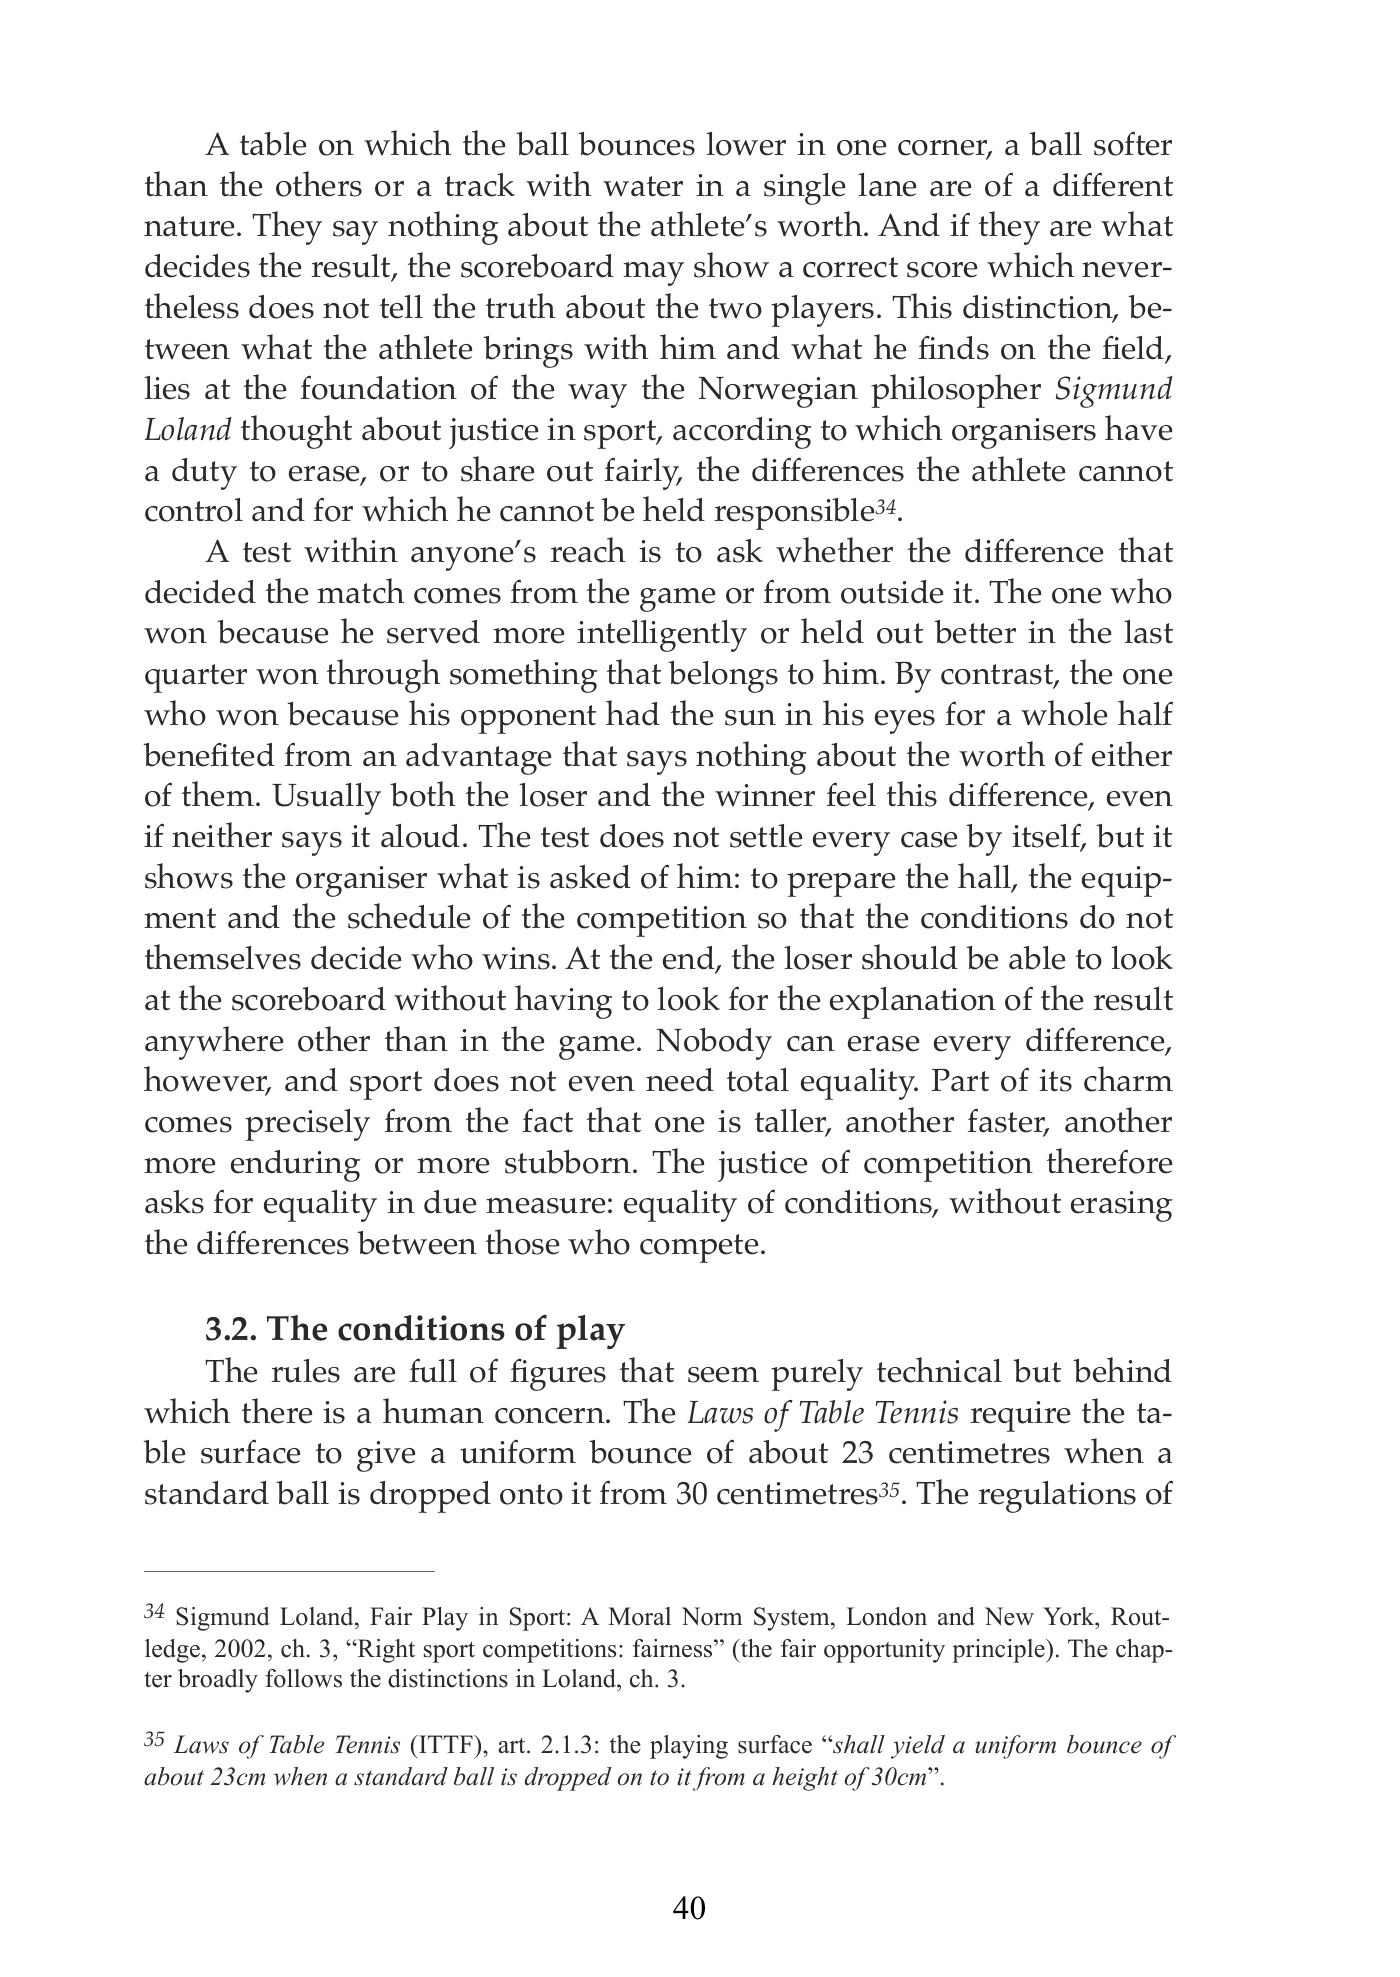 A table on which the ball bounces lower in one corner, a ball softer
than the others or a track with water in a single lane are of a different
nature. They say nothing about the athlete’s worth. And if they are what
decides the result, the scoreboard may show a correct score which never-
theless does not tell the truth about the two players. This distinction, be-
tween what the athlete brings with him and what he finds on the field,
lies at the foundation of the way the Norwegian philosopher Sigmund
Loland thought about justice in sport, according to which organisers have
a duty to erase, or to share out fairly, the differences the athlete cannot
control and for which he cannot be held responsible34.
A test within anyone’s reach is to ask whether the difference that
decided the match comes from the game or from outside it. The one who
won because he served more intelligently or held out better in the last
quarter won through something that belongs to him. By contrast, the one
who won because his opponent had the sun in his eyes for a whole half
benefited from an advantage that says nothing about the worth of either
of them. Usually both the loser and the winner feel this difference, even
if neither says it aloud. The test does not settle every case by itself, but it
shows the organiser what is asked of him: to prepare the hall, the equip-
ment and the schedule of the competition so that the conditions do not
themselves decide who wins. At the end, the loser should be able to look
at the scoreboard without having to look for the explanation of the result
anywhere other than in the game. Nobody can erase every difference,
however, and sport does not even need total equality. Part of its charm
comes precisely from the fact that one is taller, another faster, another
more enduring or more stubborn. The justice of competition therefore
asks for equality in due measure: equality of conditions, without erasing
the differences between those who compete.
3.2. The conditions of play
The rules are full of figures that seem purely technical but behind
which there is a human concern. The Laws of Table Tennis require the ta-
ble surface to give a uniform bounce of about 23 centimetres when a
standard ball is dropped onto it from 30 centimetres35. The regulations of
34 Sigmund Loland, Fair Play in Sport: A Moral Norm System, London and New York, Rout-
ledge, 2002, ch. 3, “Right sport competitions: fairness” (the fair opportunity principle). The chap-
ter broadly follows the distinctions in Loland, ch. 3.
35 Laws of Table Tennis (ITTF), art. 2.1.3: the playing surface “shall yield a uniform bounce of
about 23cm when a standard ball is dropped on to it from a height of 30cm”.
40